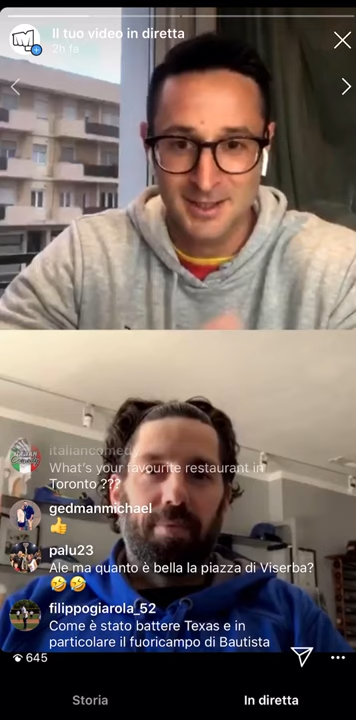 Il tuo video in diretta
2h fa
italiancomed
What's your favourite restaurant in
Toronto ???
gedmanmichael
👍
palu23
Ale ma quanto è bella la piazza di Viserba?
🤣🤣
filippogiarola_52
Come è stato battere Texas e in
particolare il fuoricampo di Bautista
645
Storia
In diretta